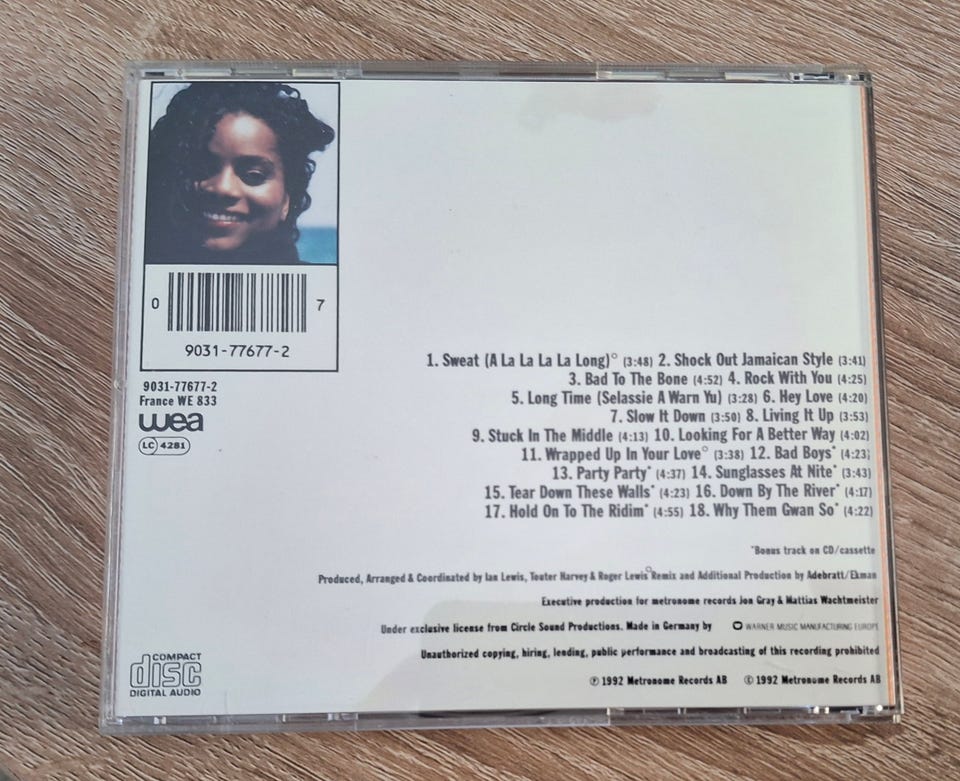 0 7
9031-77677-2
9031-77677-2
France WE 833
wea
LC 4281
1. Sweat (A La La La La Long)° (3:48) 2. Shock Out Jamaican Style (3:41)
3. Bad To The Bone (4:52) 4. Rock With You (4:25)
5. Long Time (Selassie A Warn Yu) (3:28) 6. Hey Love (4:20)
7. Slow It Down (3:50) 8. Living It Up (3:53)
9. Stuck In The Middle (4:13) 10. Looking For A Better Way (4:02)
11. Wrapped Up In Your Love° (3:38) 12. Bad Boys* (4:23)
13. Party Party* (4:37) 14. Sunglasses At Nite* (3:43)
15. Tear Down These Walls* (4:23) 16. Down By The River* (4:17)
17. Hold On To The Ridim* (4:55) 18. Why Them Gwan So* (4:22)
*Bonus track on CD/cassette
Produced, Arranged & Coordinated by Ian Lewis, Touter Harvey & Roger Lewis °Remix and Additional Production by Adebratt/Ekman
Executive production for metronome records Jon Gray & Mattias Wachtmeister
Under exclusive license from Circle Sound Productions. Made in Germany by WARNER MUSIC MANUFACTURING EUROPE
Unauthorized copying, hiring, lending, public performance and broadcasting of this recording prohibited
℗ 1992 Metronome Records AB © 1992 Metronome Records AB
COMPACT
disc
DIGITAL AUDIO